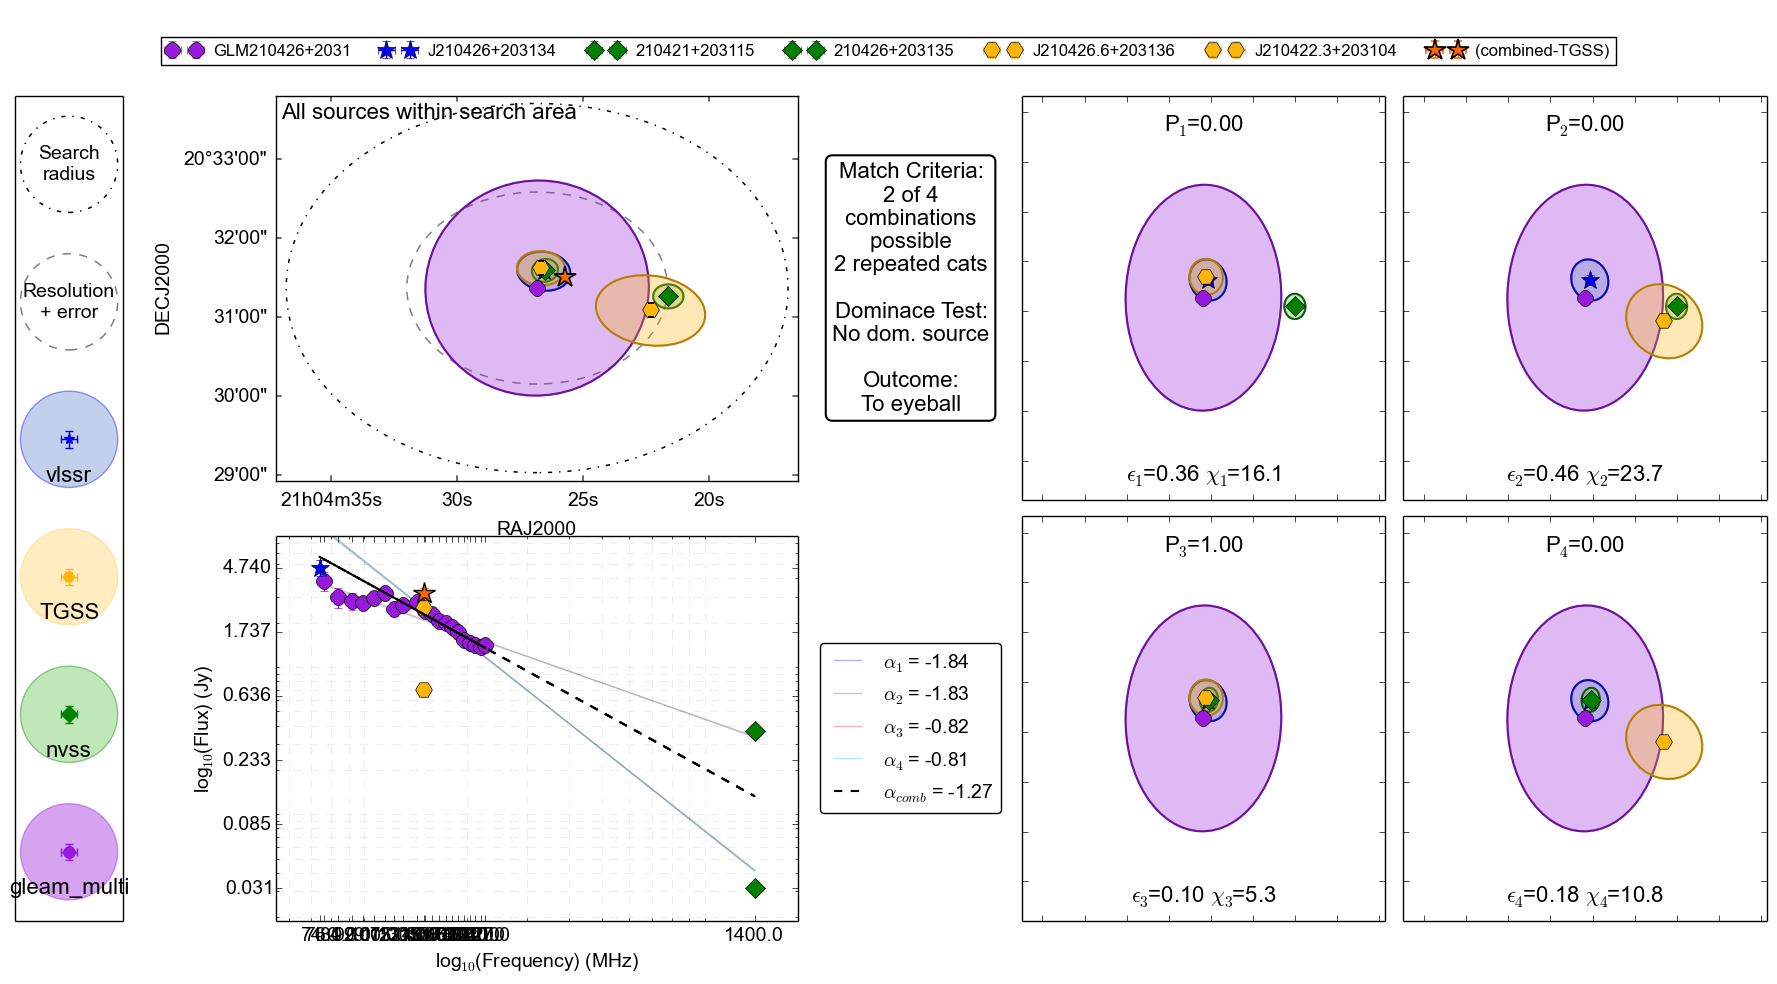 GLM210426+2031 J210426+203134 210421+203115 210426+203135 J210426.6+203136 J210422.3+203104 (combined-TGSS)
Search
radius
Resolution
+ error
vlssr
TGSS
nvss
gleam_multi
All sources within search area
DECJ2000
20°33'00"
32'00"
31'00"
30'00"
29'00"
21h04m35s 30s 25s 20s
RAJ2000
Match Criteria:
2 of 4
combinations
possible
2 repeated cats
Dominace Test:
No dom. source
Outcome:
To eyeball
P1=0.00
ϵ1=0.36 χ1=16.1
P2=0.00
ϵ2=0.46 χ2=23.7
P3=1.00
ϵ3=0.10 χ3=5.3
P4=0.00
ϵ4=0.18 χ4=10.8
log10(Flux) (Jy)
4.740
1.737
0.636
0.233
0.085
0.031
1400.0
log10(Frequency) (MHz)
α1 = -1.84
α2 = -1.83
α3 = -0.82
α4 = -0.81
αcomb = -1.27